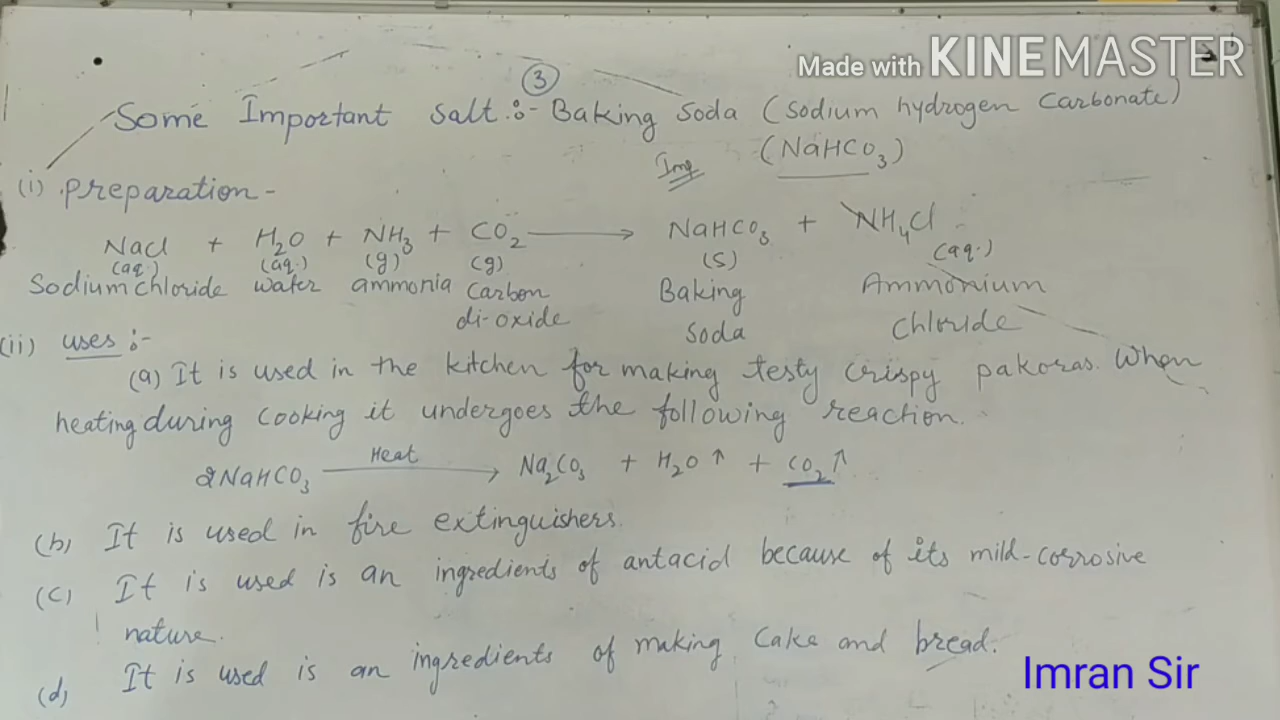 Made with KINEMASTER
③
Some Important salt :- Baking Soda (Sodium hydrogen Carbonate)
Imp (NaHCO₃)
(i) preparation -
NaCl + H₂O + NH₃ + CO₂ → NaHCO₃ + NH₄Cl
(aq.) (aq.) (g) (g) (s) (aq.)
Sodium chloride water ammonia Carbon Baking Ammonium
di-oxide Soda Chloride
(ii) uses :-
(a) It is used in the kitchen for making testy crispy pakoras. When
heating during cooking it undergoes the following reaction.
Heat
2NaHCO₃ → Na₂CO₃ + H₂O ↑ + CO₂ ↑
(b) It is used in fire extinguishers.
(c) It is used is an ingredients of antacid because of its mild-corrosive
nature.
(d) It is used is an ingredients of making Cake and bread.
Imran Sir